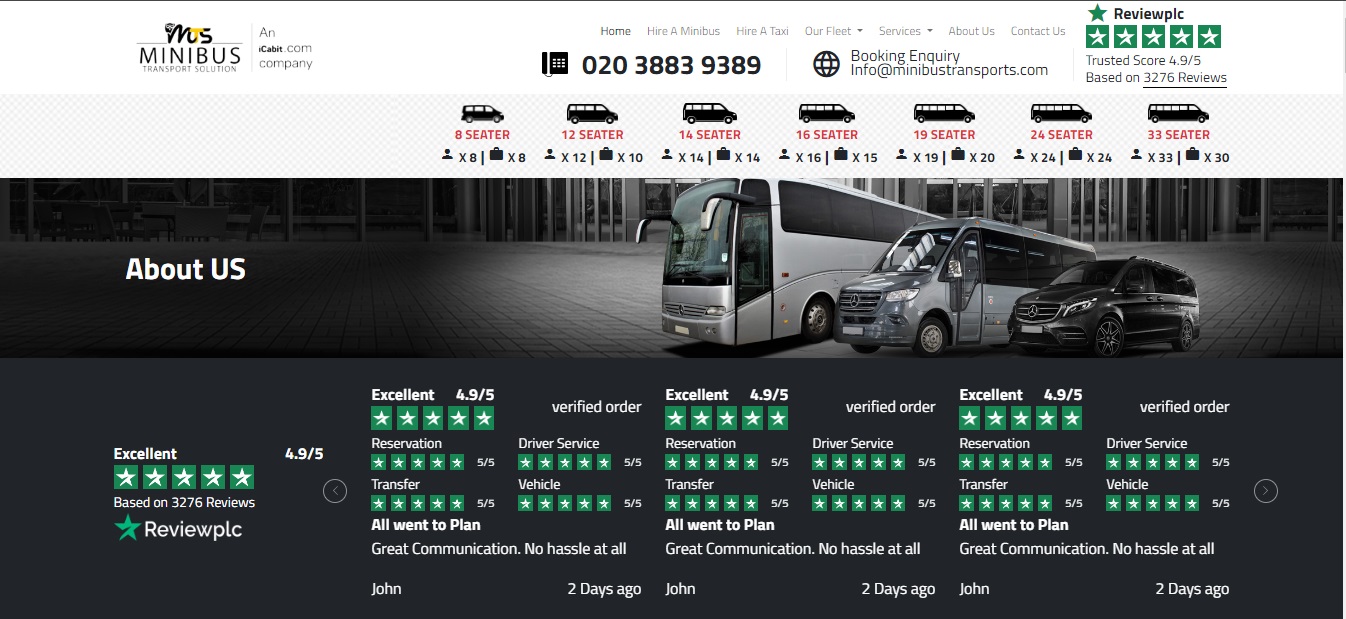 MTS
MINIBUS
TRANSPORT SOLUTION
An
iCabit.com
company
Home Hire A Minibus Hire A Taxi Our Fleet Services About Us Contact Us
020 3883 9389
Booking Enquiry
Info@minibustransports.com
Reviewplc
Trusted Score 4.9/5
Based on 3276 Reviews
8 SEATER 12 SEATER 14 SEATER 16 SEATER 19 SEATER 24 SEATER 33 SEATER
X 8 | X 8 X 12 | X 10 X 14 | X 14 X 16 | X 15 X 19 | X 20 X 24 | X 24 X 33 | X 30
About US
Excellent 4.9/5
Based on 3276 Reviews
Reviewplc
Excellent 4.9/5 verified order
Reservation Driver Service
5/5 5/5
Transfer Vehicle
5/5 5/5
All went to Plan
Great Communication. No hassle at all
John 2 Days ago
Excellent 4.9/5 verified order
Reservation Driver Service
5/5 5/5
Transfer Vehicle
5/5 5/5
All went to Plan
Great Communication. No hassle at all
John 2 Days ago
Excellent 4.9/5 verified order
Reservation Driver Service
5/5 5/5
Transfer Vehicle
5/5 5/5
All went to Plan
Great Communication. No hassle at all
John 2 Days ago